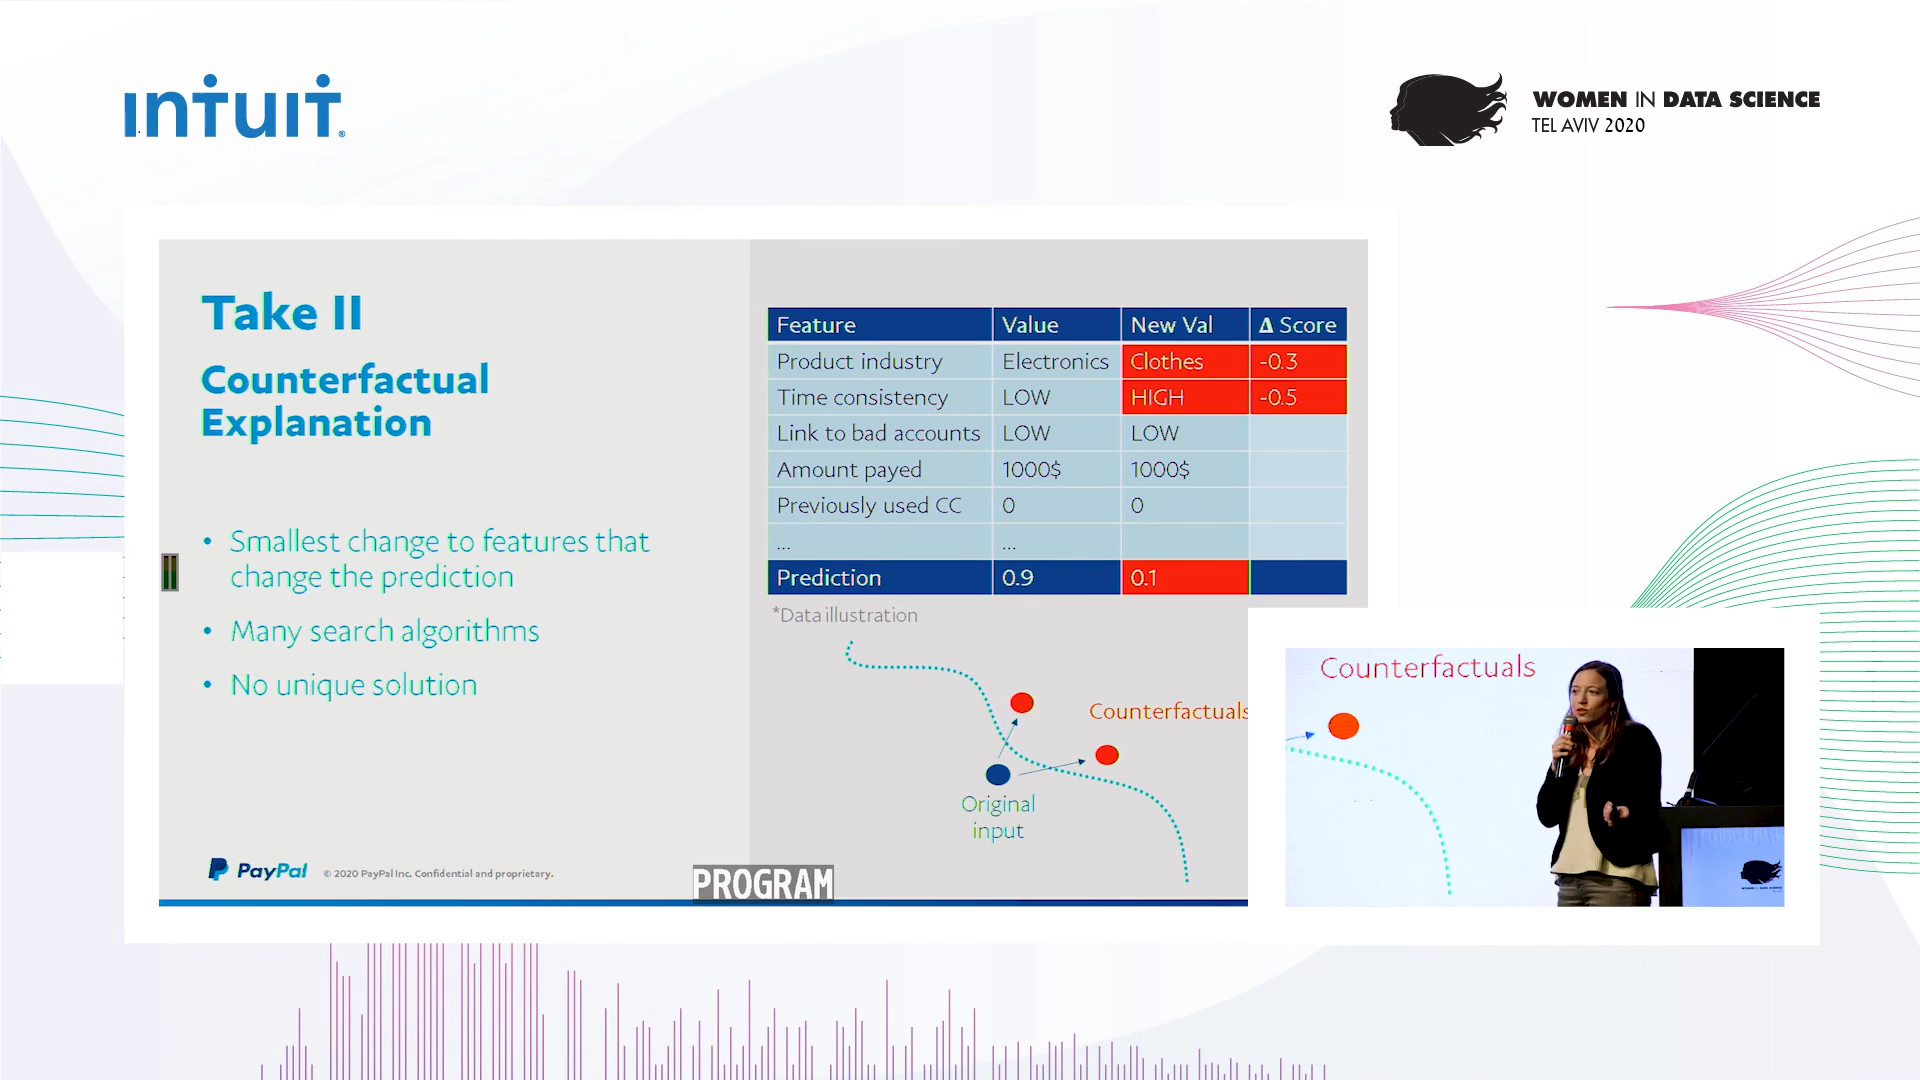 INTUIT
WOMEN IN DATA SCIENCE
TEL AVIV 2020
Take II
Counterfactual
Explanation
• Smallest change to features that
change the prediction
• Many search algorithms
• No unique solution
PayPal © 2020 PayPal Inc. Confidential and proprietary.
PROGRAM
Feature Value New Val Δ Score
Product industry Electronics Clothes -0.3
Time consistency LOW HIGH -0.5
Link to bad accounts LOW LOW
Amount payed 1000$ 1000$
Previously used CC 0 0
... ...
Prediction 0.9 0.1
*Data illustration
Counterfactuals
Original
input
Counterfactuals